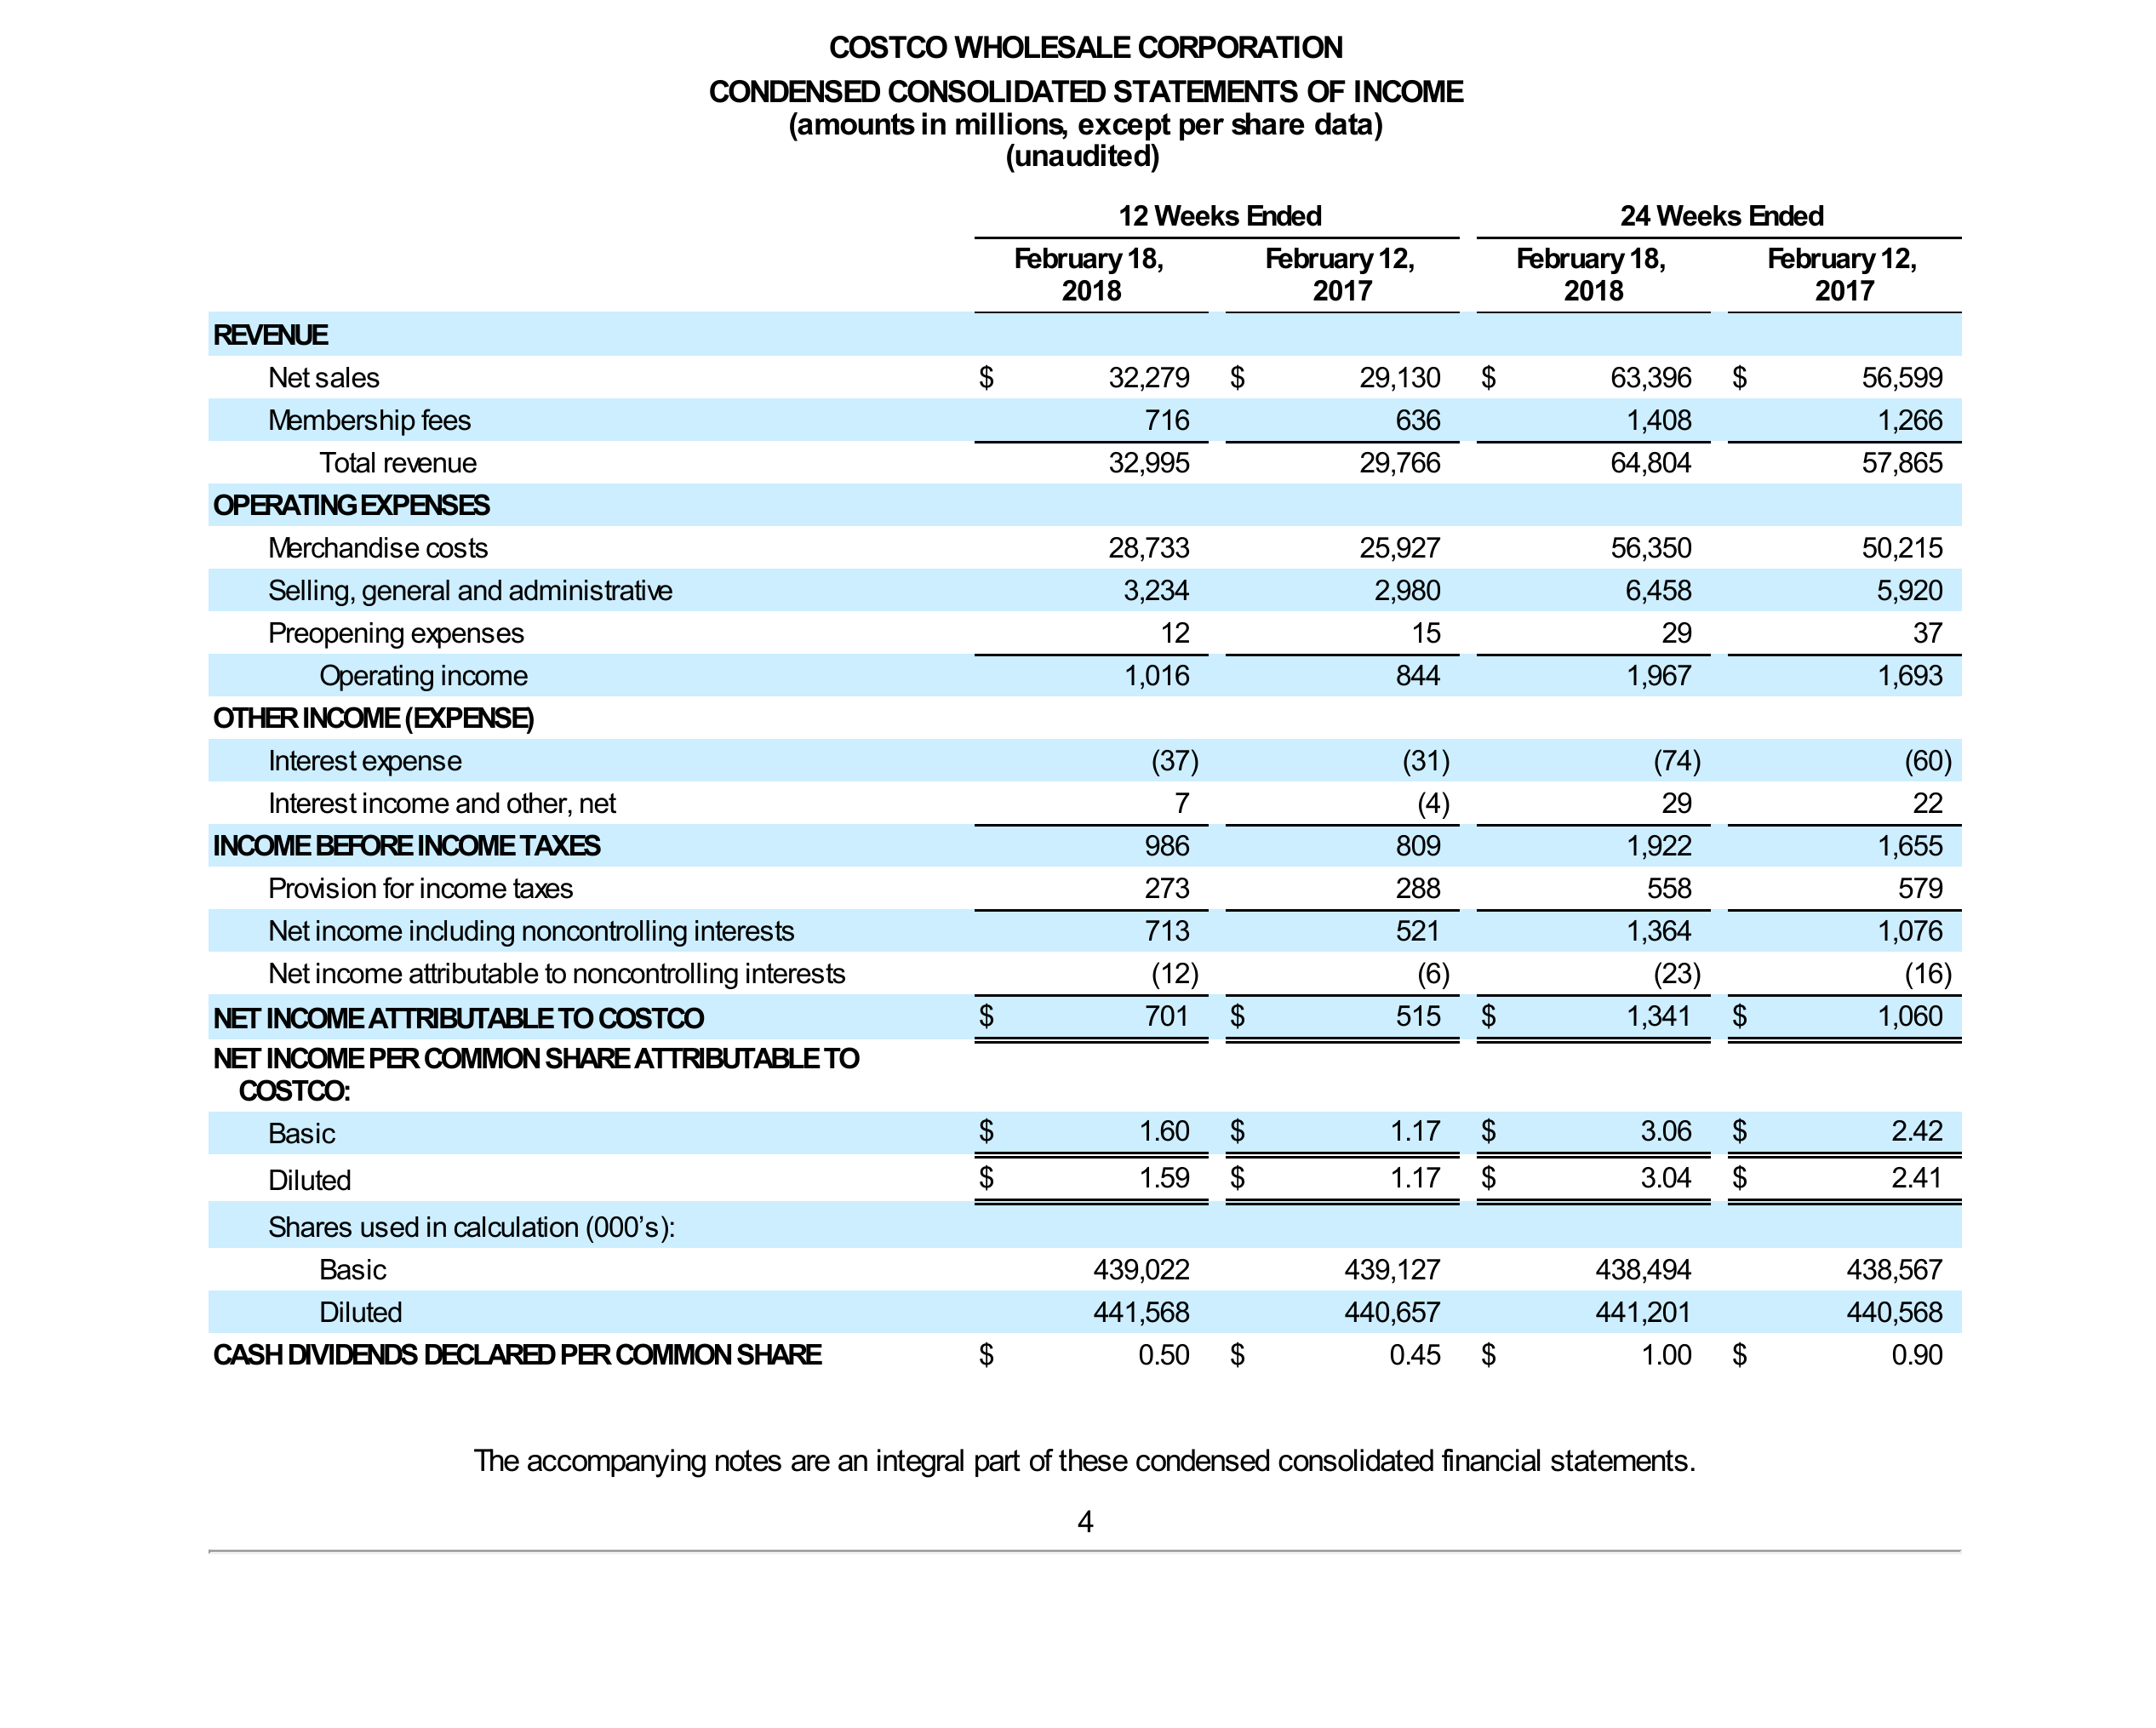 COSTCO WHOLESALE CORPORATION
CONDENSED CONSOLIDATED STATEMENTS OF INCOME
(amounts in millions, except per share data)
(unaudited)
12 Weeks Ended 24 Weeks Ended
February 18, February 12, February 18, February 12,
2018 2017 2018 2017
REVENUE
Net sales $ 32,279 $ 29,130 $ 63,396 $ 56,599
Membership fees 716 636 1,408 1,266
Total revenue 32,995 29,766 64,804 57,865
OPERATING EXPENSES
Merchandise costs 28,733 25,927 56,350 50,215
Selling, general and administrative 3,234 2,980 6,458 5,920
Preopening expenses 12 15 29 37
Operating income 1,016 844 1,967 1,693
OTHER INCOME (EXPENSE)
Interest expense (37) (31) (74) (60)
Interest income and other, net 7 (4) 29 22
INCOME BEFORE INCOME TAXES 986 809 1,922 1,655
Provision for income taxes 273 288 558 579
Net income including noncontrolling interests 713 521 1,364 1,076
Net income attributable to noncontrolling interests (12) (6) (23) (16)
NET INCOME ATTRIBUTABLE TO COSTCO $ 701 $ 515 $ 1,341 $ 1,060
NET INCOME PER COMMON SHARE ATTRIBUTABLE TO
COSTCO:
Basic $ 1.60 $ 1.17 $ 3.06 $ 2.42
Diluted $ 1.59 $ 1.17 $ 3.04 $ 2.41
Shares used in calculation (000’s):
Basic 439,022 439,127 438,494 438,567
Diluted 441,568 440,657 441,201 440,568
CASH DIVIDENDS DECLARED PER COMMON SHARE $ 0.50 $ 0.45 $ 1.00 $ 0.90
The accompanying notes are an integral part of these condensed consolidated financial statements.
4